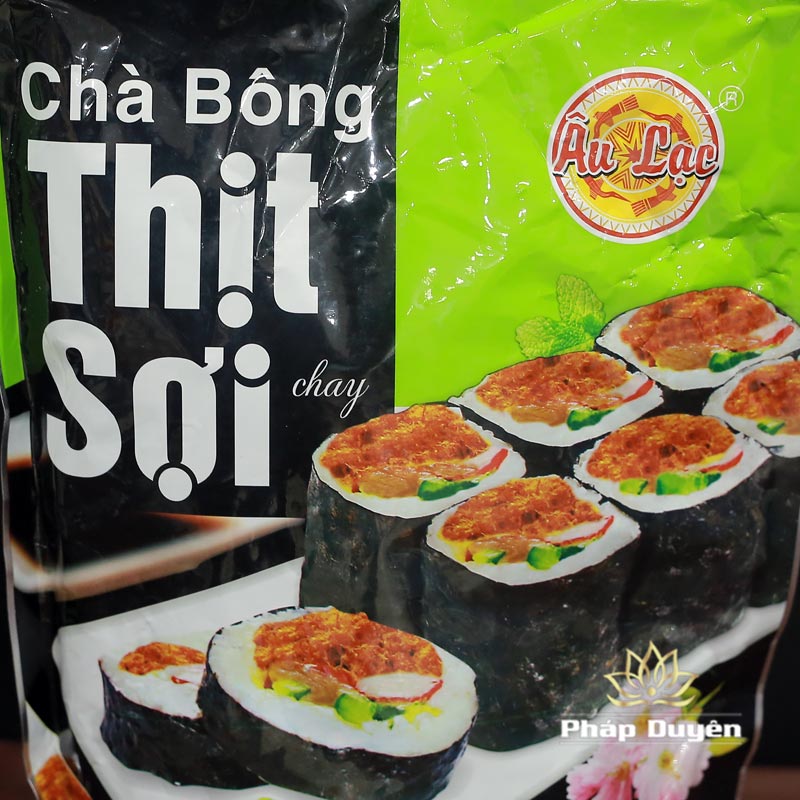 Chà Bông
Thịt
Sợi
chay
Âu Lạc
®
Pháp Duyên